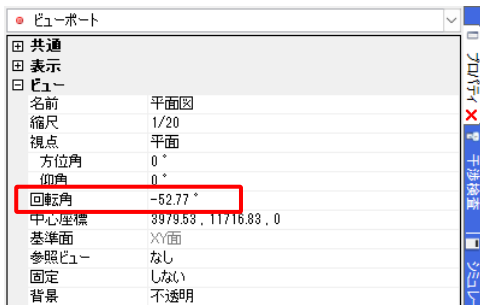 ビューポート
共通
表示
ビュー
名前 平面図
縮尺 1/20
視点 平面
方位角 0 °
仰角 0 °
回転角 -52.77 °
中心座標 3979.53 , 11716.83 , 0
基準面 XY面
参照ビュー なし
固定 しない
背景 不透明
プロパティ
干渉検査
シミュレ